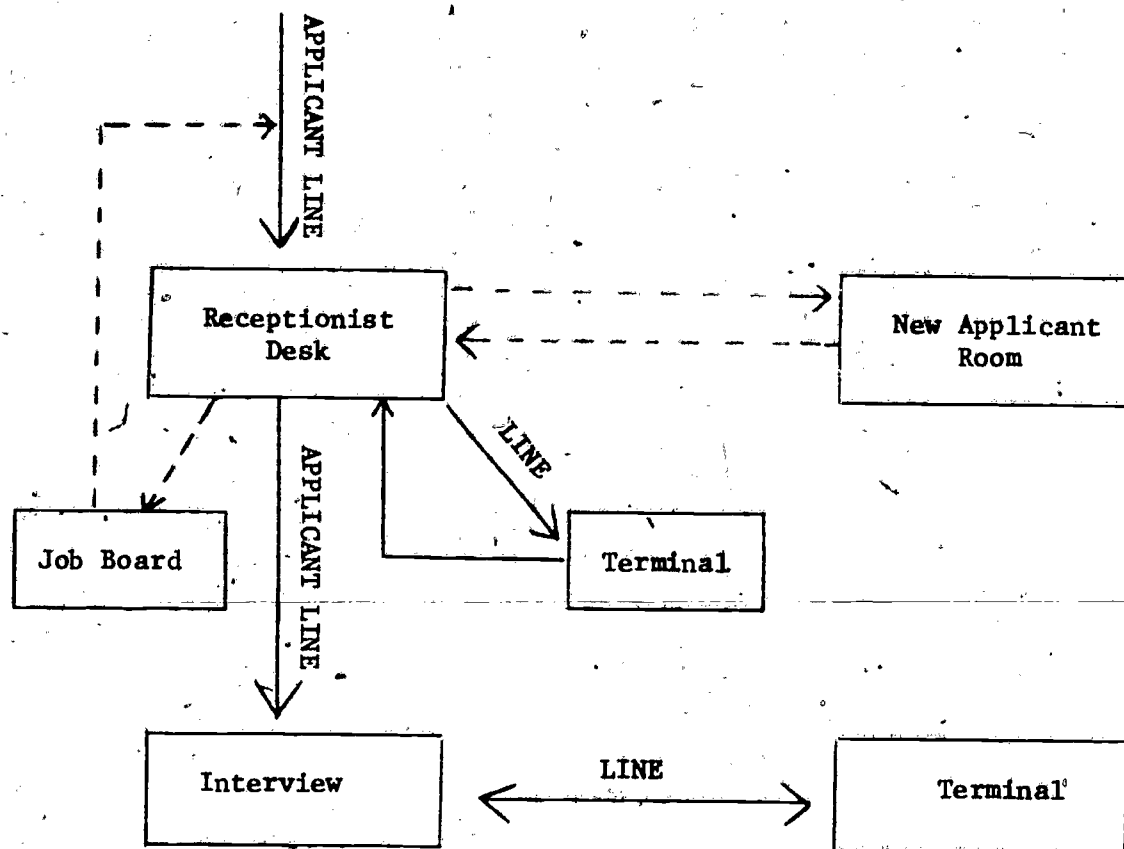 APPLICANT LINE
Receptionist
Desk
New Applicant
Room
LINE
APPLICANT LINE
Job Board
Terminal
Interview
LINE
Terminal